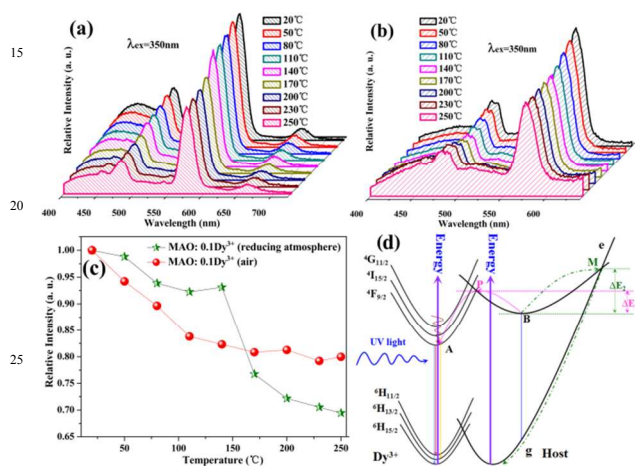 15
20
25
(a)
λex=350nm
20℃
50℃
80℃
110℃
140℃
170℃
200℃
230℃
250℃
Relative Intensity (a. u.)
400 450 500 550 600 650 700
Wavelength (nm)
(b)
λex=350nm
20℃
50℃
80℃
110℃
140℃
170℃
200℃
230℃
250℃
Relative Intensity (a. u.)
400 450 500 550 600
Wavelength (nm)
(c)
MAO: 0.1Dy³⁺ (reducing atmosphere)
MAO: 0.1Dy³⁺ (air)
Relative Intensity (a. u.)
1.00
0.95
0.90
0.85
0.80
0.75
0.70
0.65
0 50 100 150 200 250
Temperature (℃)
(d)
Energy
Energy
e
M
⁴G₁₁/₂
⁴I₁₅/₂
⁴F₉/₂
P
ΔE₂
ΔE
B
A
UV light
⁶H₁₁/₂
⁶H₁₃/₂
⁶H₁₅/₂
g
Host
Dy³⁺